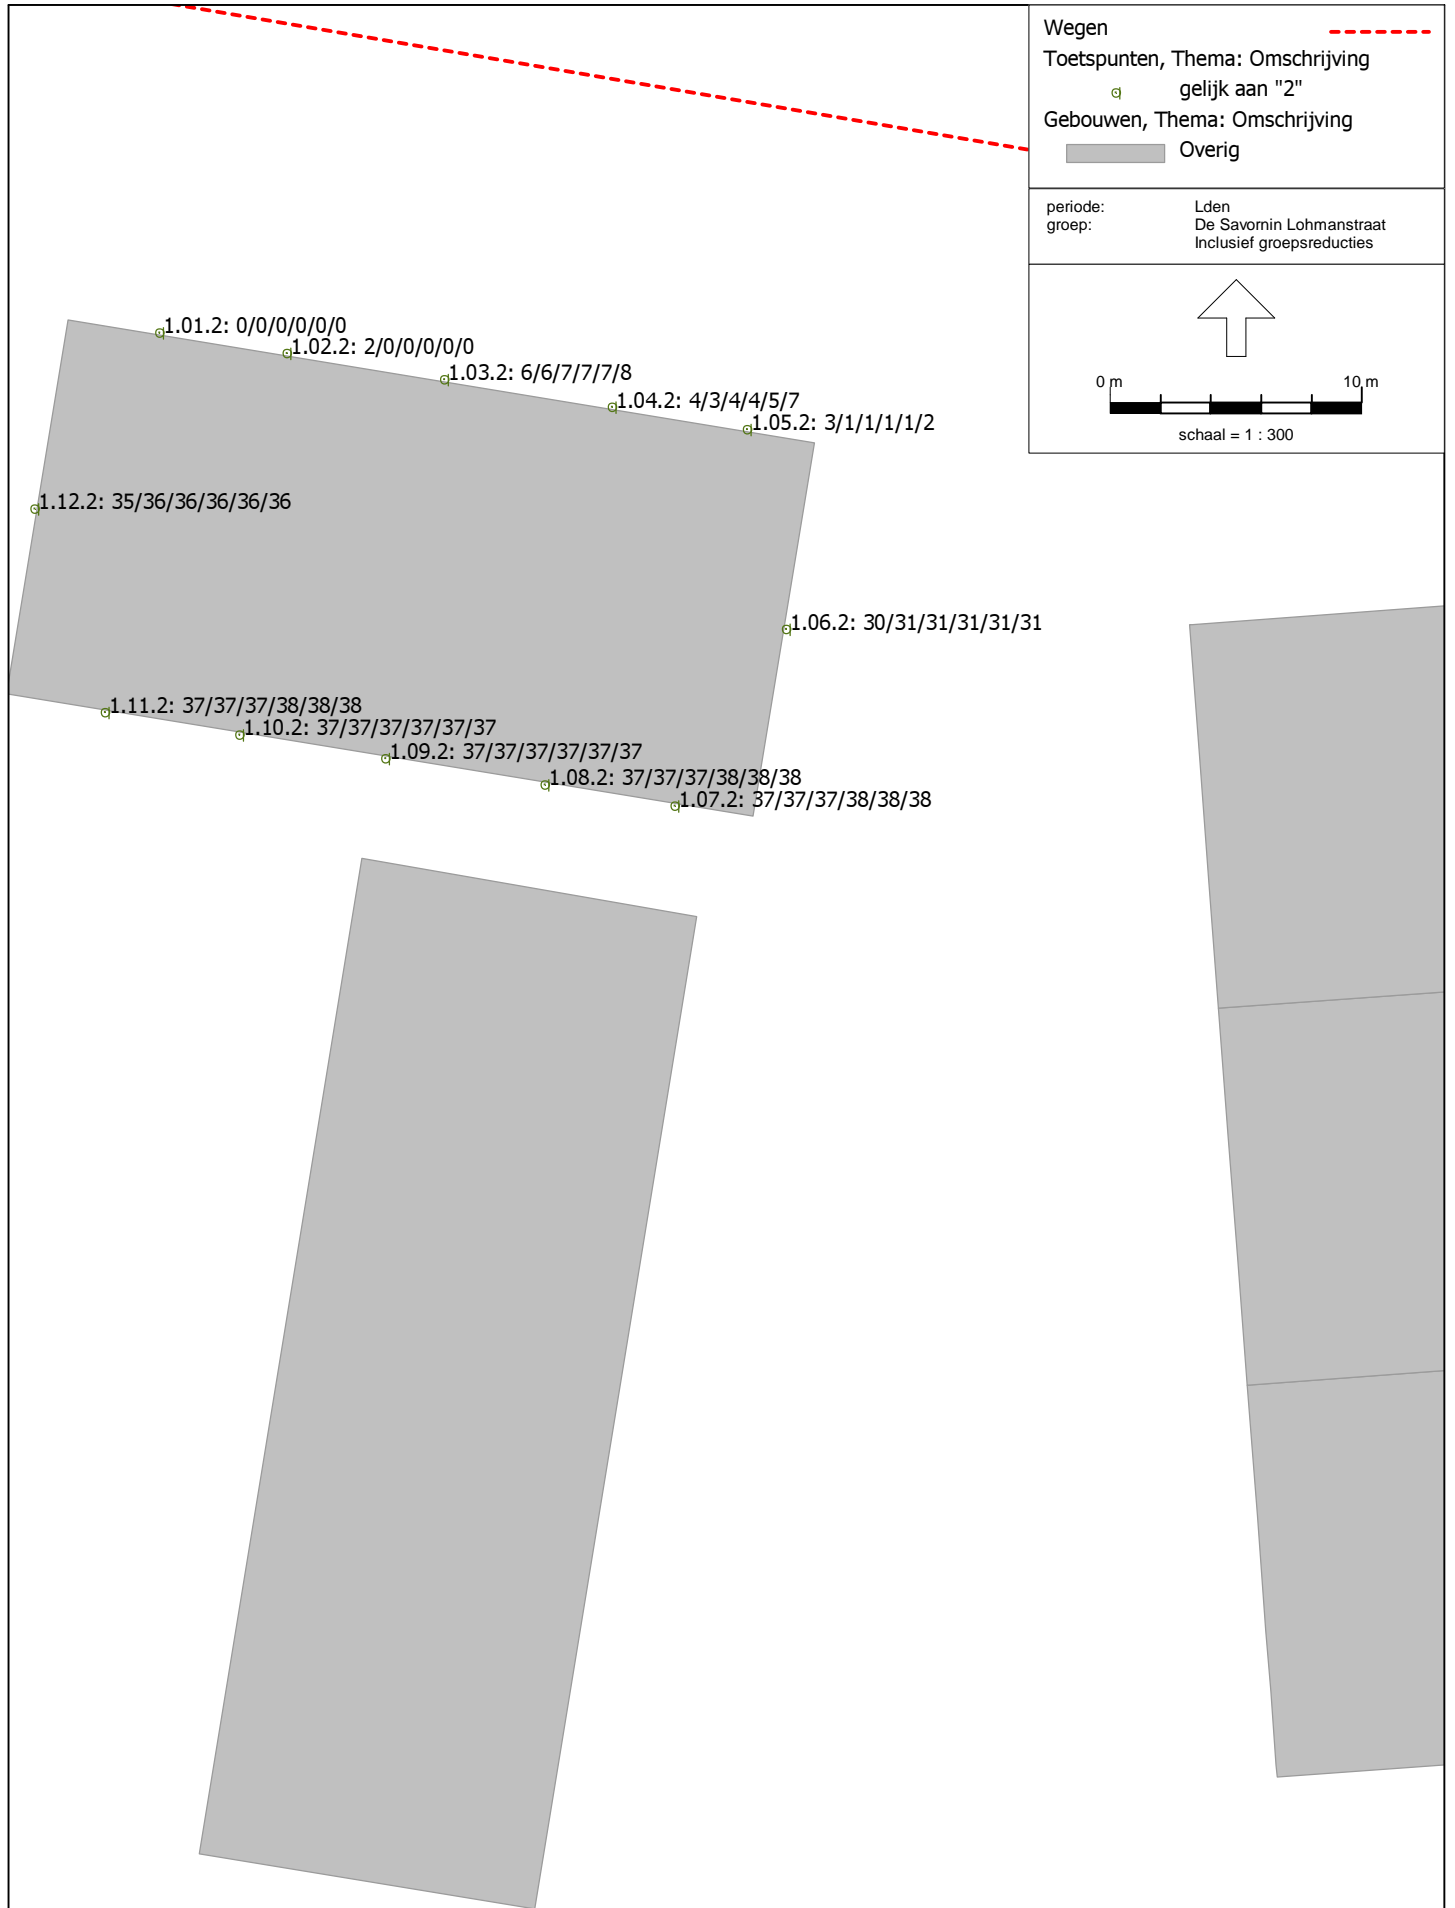 Wegen
Toetspunten, Thema: Omschrijving
gelijk aan "2"
Gebouwen, Thema: Omschrijving
Overig
periode: Lden
groep: De Savornin Lohmanstraat
Inclusief groepsreducties
0 m 10 m
schaal = 1 : 300
1.01.2: 0/0/0/0/0/0
1.02.2: 2/0/0/0/0/0
1.03.2: 6/6/7/7/7/8
1.04.2: 4/3/4/4/5/7
1.05.2: 3/1/1/1/1/2
1.12.2: 35/36/36/36/36/36
1.06.2: 30/31/31/31/31/31
1.11.2: 37/37/37/38/38/38
1.10.2: 37/37/37/37/37/37
1.09.2: 37/37/37/37/37/37
1.08.2: 37/37/37/38/38/38
1.07.2: 37/37/37/38/38/38